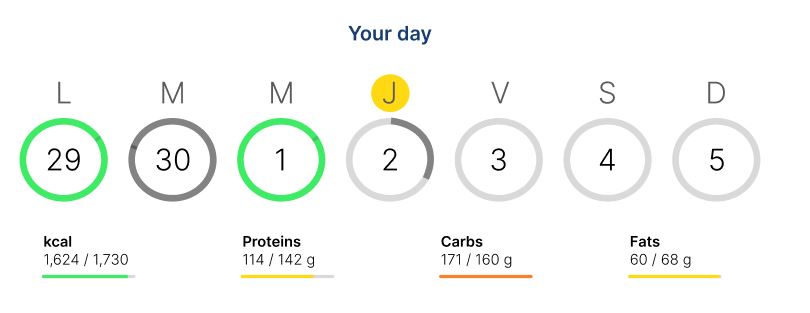 Your day
L M M J V S D
29 30 1 2 3 4 5
kcal Proteins Carbs Fats
1,624 / 1,730 114 / 142 g 171 / 160 g 60 / 68 g